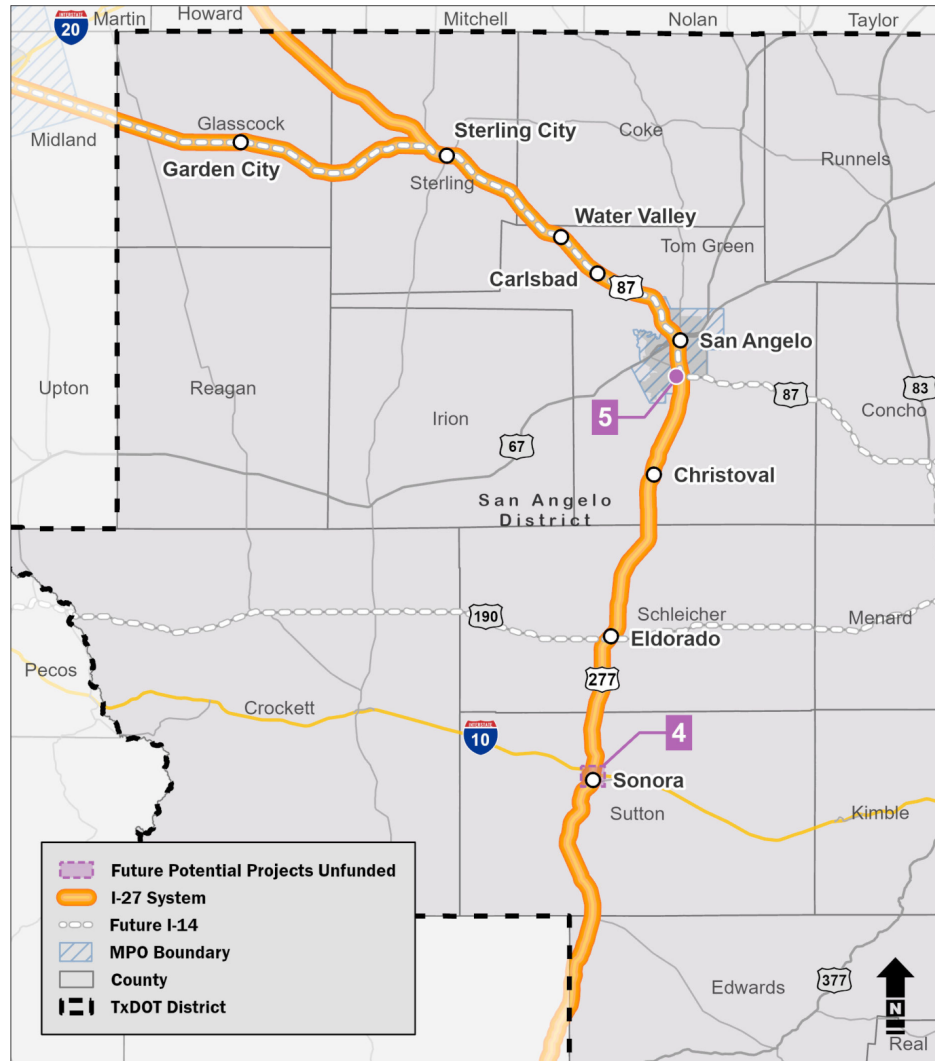 Martin
Howard
Mitchell
Nolan
Taylor
INTERSTATE
20
Midland
Glasscock
Garden City
Sterling City
Sterling
Coke
Runnels
Water Valley
Tom Green
Carlsbad
87
San Angelo
Upton
Reagan
Irion
5
87
83
Concho
67
Christoval
San Angelo
District
190
Schleicher
Menard
Eldorado
Pecos
277
Crockett
INTERSTATE
10
4
Sonora
Sutton
Kimble
Future Potential Projects Unfunded
I-27 System
Future I-14
MPO Boundary
County
TxDOT District
Edwards
377
N
Real